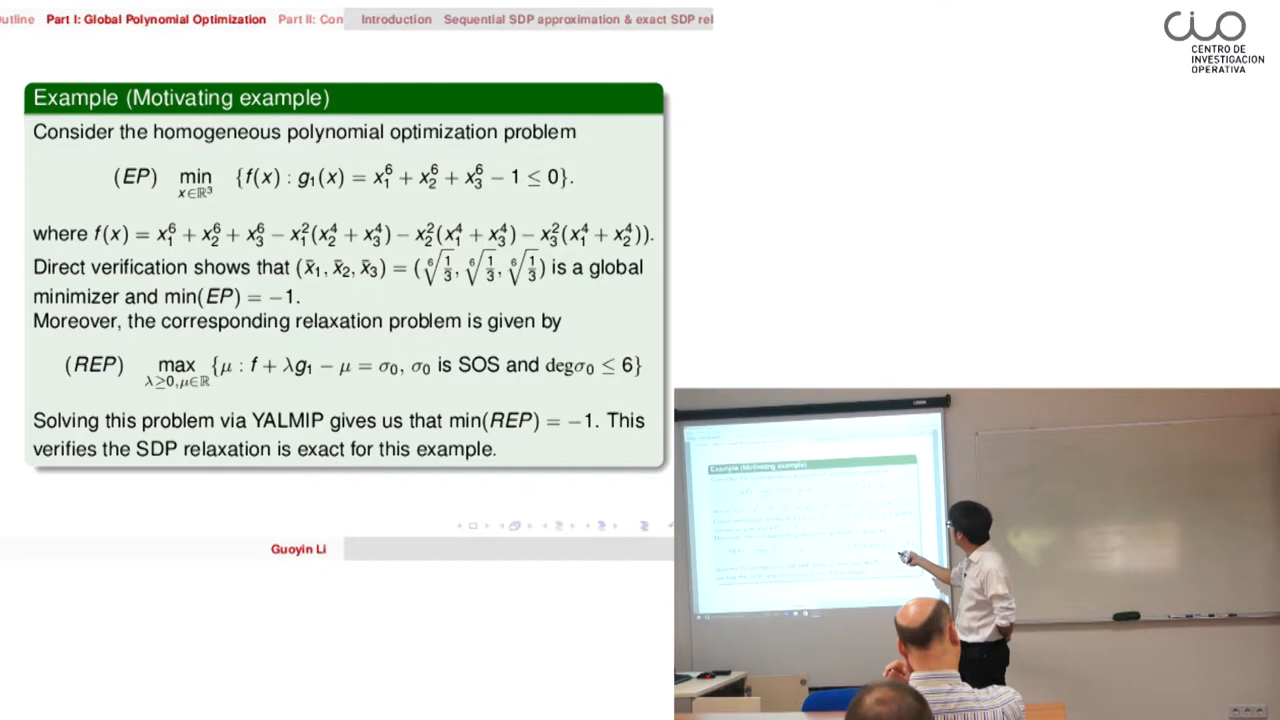 Outline Part I: Global Polynomial Optimization Part II: Con Introduction Sequential SDP approximation & exact SDP rel
CIO
CENTRO DE
INVESTIGACION
OPERATIVA
Example (Motivating example)
Consider the homogeneous polynomial optimization problem
(EP) min_{x∈ℝ³} {f(x) : g₁(x) = x₁⁶ + x₂⁶ + x₃⁶ − 1 ≤ 0}.
where f(x) = x₁⁶ + x₂⁶ + x₃⁶ − x₁²(x₂⁴ + x₃⁴) − x₂²(x₁⁴ + x₃⁴) − x₃²(x₁⁴ + x₂⁴)).
Direct verification shows that (x̄₁, x̄₂, x̄₃) = (⁶√(1/3), ⁶√(1/3), ⁶√(1/3)) is a global
minimizer and min(EP) = −1.
Moreover, the corresponding relaxation problem is given by
(REP) max_{λ≥0,μ∈ℝ} {μ : f + λg₁ − μ = σ₀, σ₀ is SOS and degσ₀ ≤ 6}
Solving this problem via YALMIP gives us that min(REP) = −1. This
verifies the SDP relaxation is exact for this example.
Guoyin Li
Example (Motivating example)